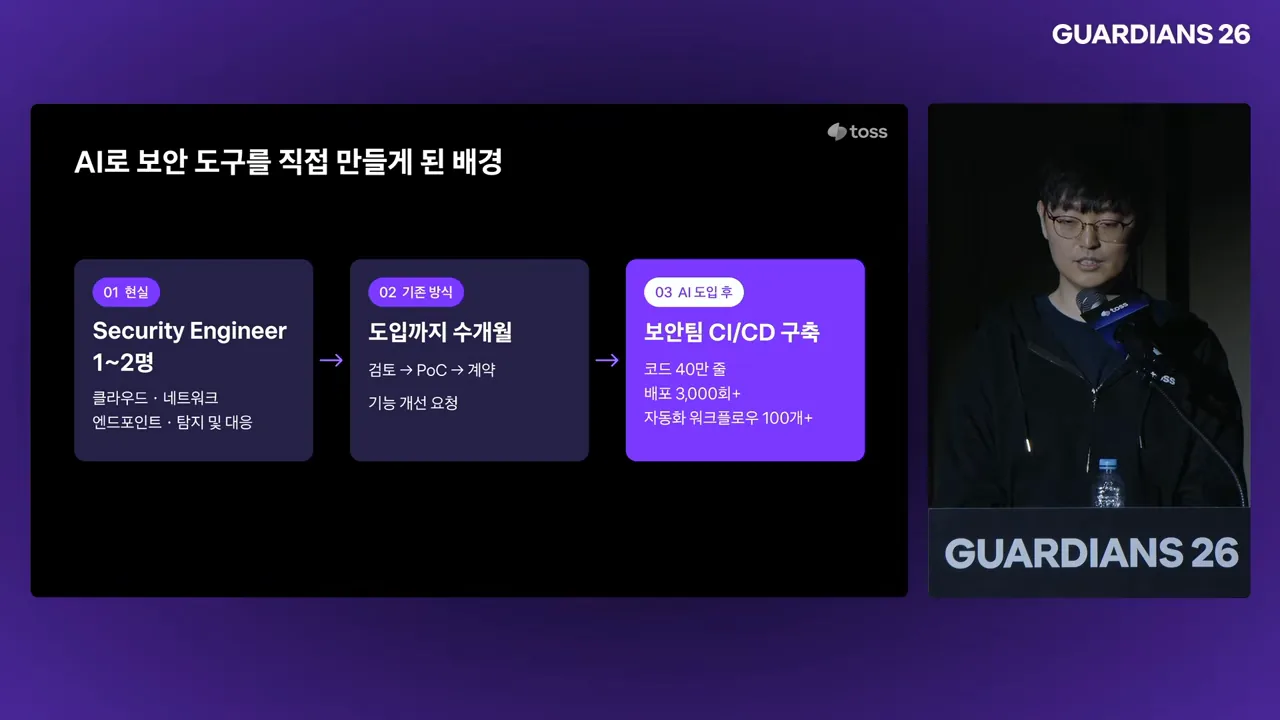 GUARDIANS 26
toss
AI로 보안 도구를 직접 만들게 된 배경
01 현실
Security Engineer
1~2명
클라우드 · 네트워크
엔드포인트 · 탐지 및 대응
→
02 기존 방식
도입까지 수개월
검토 → PoC → 계약
기능 개선 요청
→
03 AI 도입 후
보안팀 CI/CD 구축
코드 40만 줄
배포 3,000회+
자동화 워크플로우 100개+
toss
GUARDIANS 26